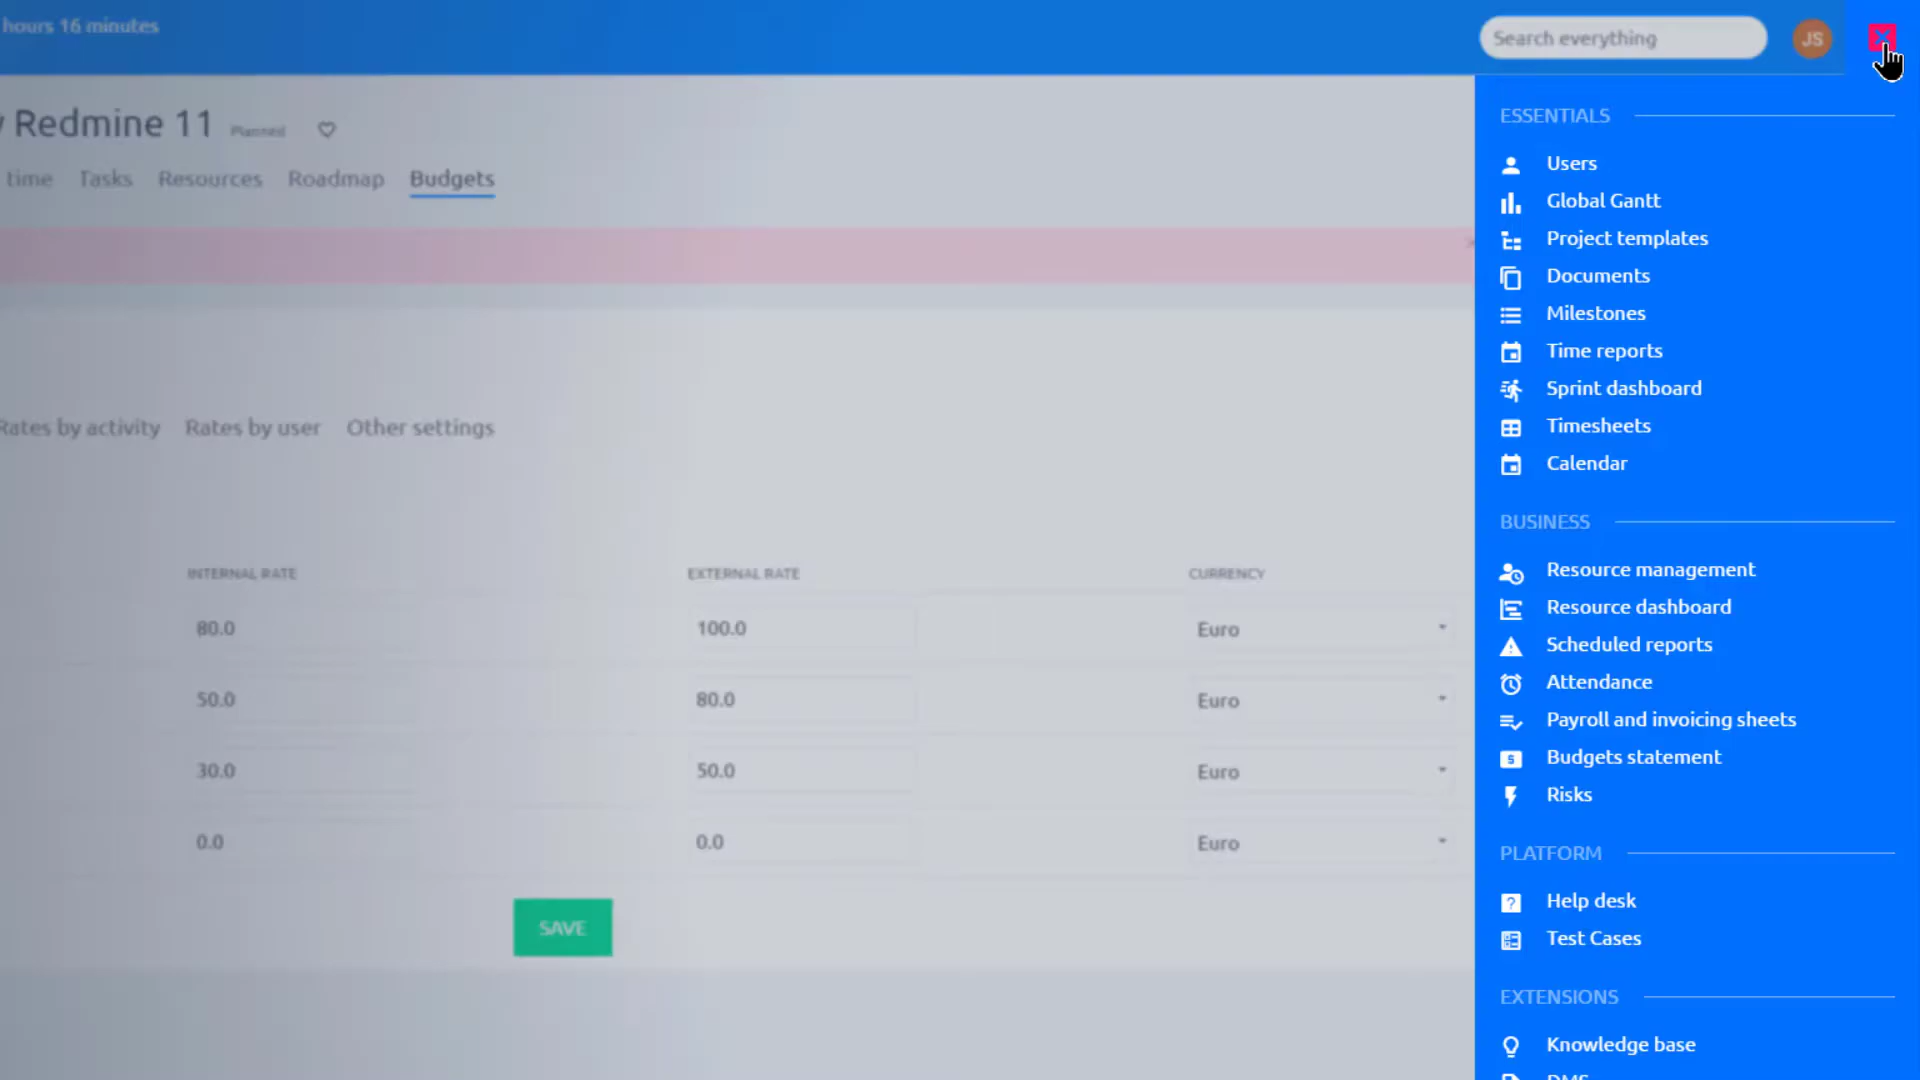 hours 16 minutes
Search everything
JS
Redmine 11 Planned
time Tasks Resources Roadmap Budgets
Rates by activity Rates by user Other settings
INTERNAL RATE EXTERNAL RATE CURRENCY
80.0 100.0 Euro
50.0 80.0 Euro
30.0 50.0 Euro
0.0 0.0 Euro
SAVE
ESSENTIALS
Users
Global Gantt
Project templates
Documents
Milestones
Time reports
Sprint dashboard
Timesheets
Calendar
BUSINESS
Resource management
Resource dashboard
Scheduled reports
Attendance
Payroll and invoicing sheets
Budgets statement
Risks
PLATFORM
Help desk
Test Cases
EXTENSIONS
Knowledge base
DMS